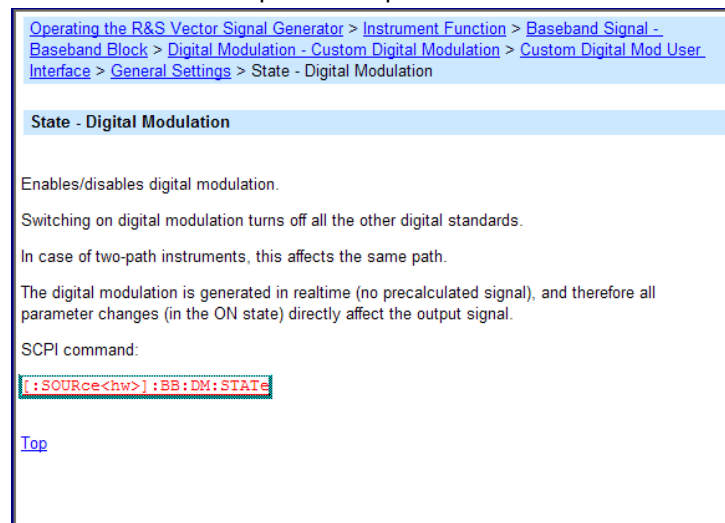 Operating the R&S Vector Signal Generator > Instrument Function > Baseband Signal -
Baseband Block > Digital Modulation - Custom Digital Modulation > Custom Digital Mod User
Interface > General Settings > State - Digital Modulation
State - Digital Modulation
Enables/disables digital modulation.
Switching on digital modulation turns off all the other digital standards.
In case of two-path instruments, this affects the same path.
The digital modulation is generated in realtime (no precalculated signal), and therefore all
parameter changes (in the ON state) directly affect the output signal.
SCPI command:
[:SOURce<hw>]:BB:DM:STATe
Top